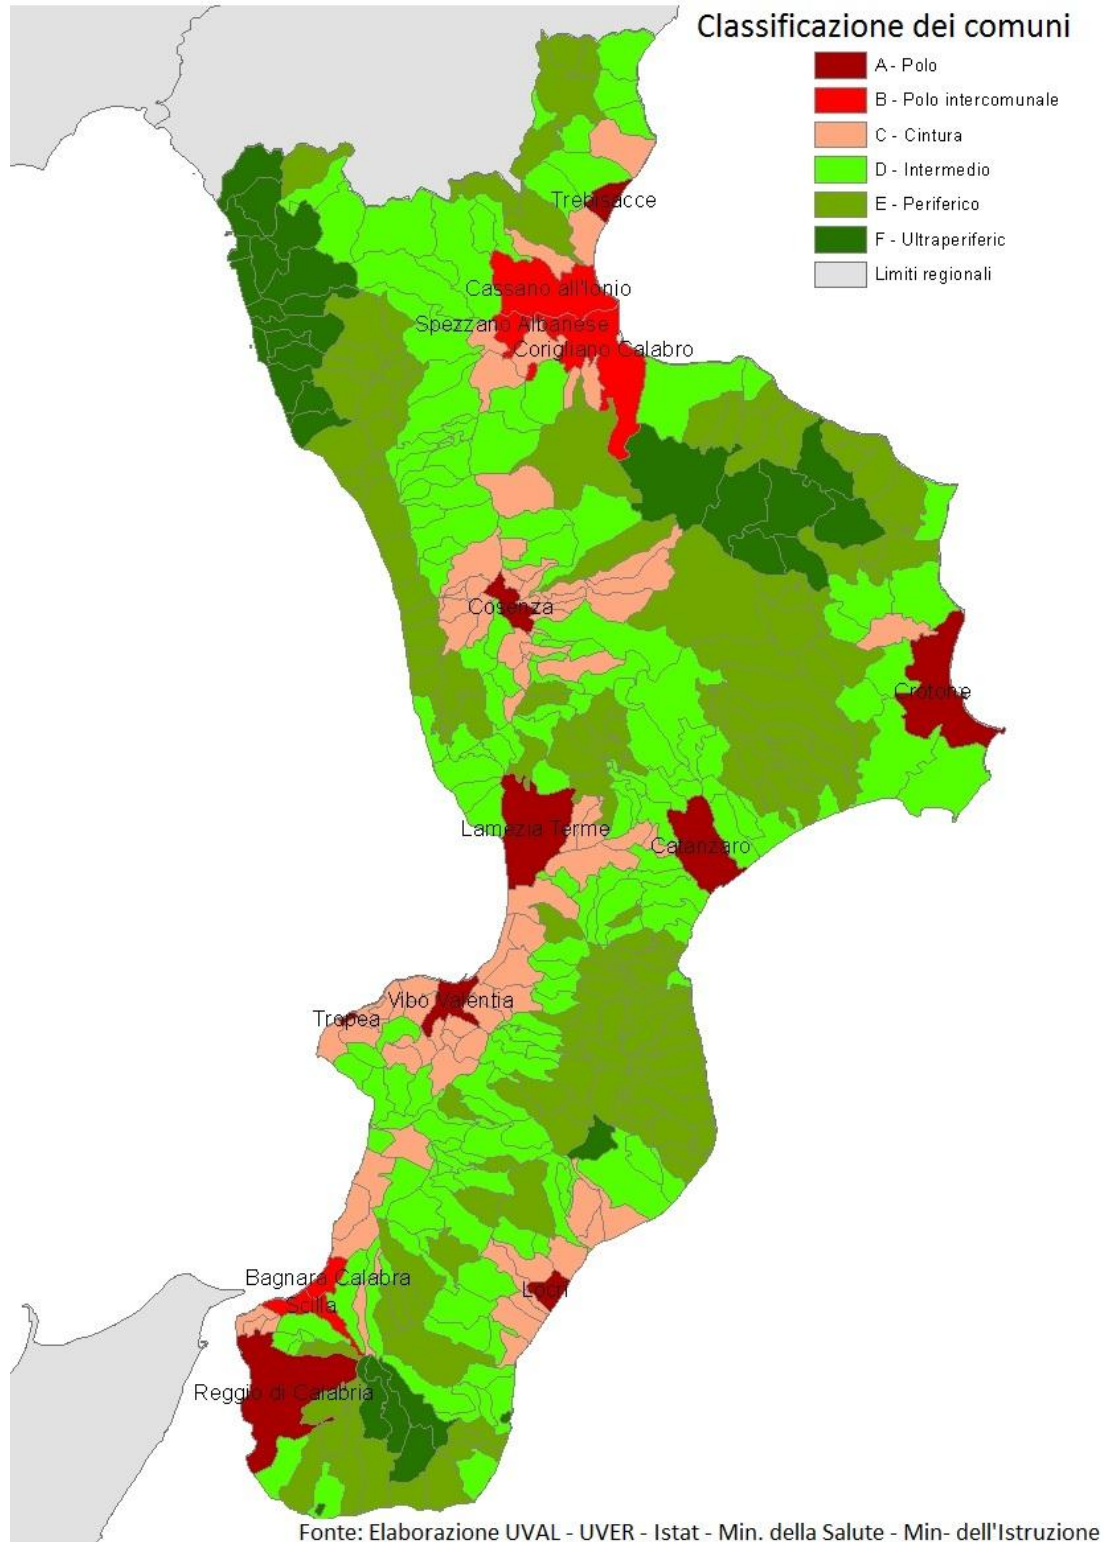 Classificazione dei comuni
A - Polo
B - Polo intercomunale
C - Cintura
D - Intermedio
E - Periferico
F - Ultraperiferic
Limiti regionali
Trebisacce
Cassano all'Ionio
Spezzano Albanese
Corigliano Calabro
Cosenza
Crotone
Lamezia Terme
Catanzaro
Vibo Valentia
Tropea
Bagnara Calabra
Locri
Scilla
Reggio di Calabria
Fonte: Elaborazione UVAL - UVER - Istat - Min. della Salute - Min- dell'Istruzione